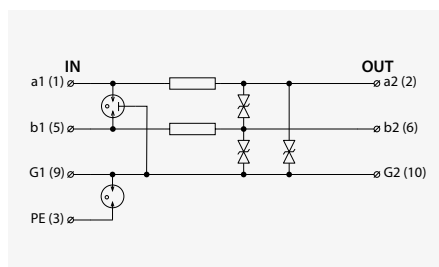 IN OUT
a1 (1) a2 (2)
b1 (5) b2 (6)
G1 (9) G2 (10)
PE (3)